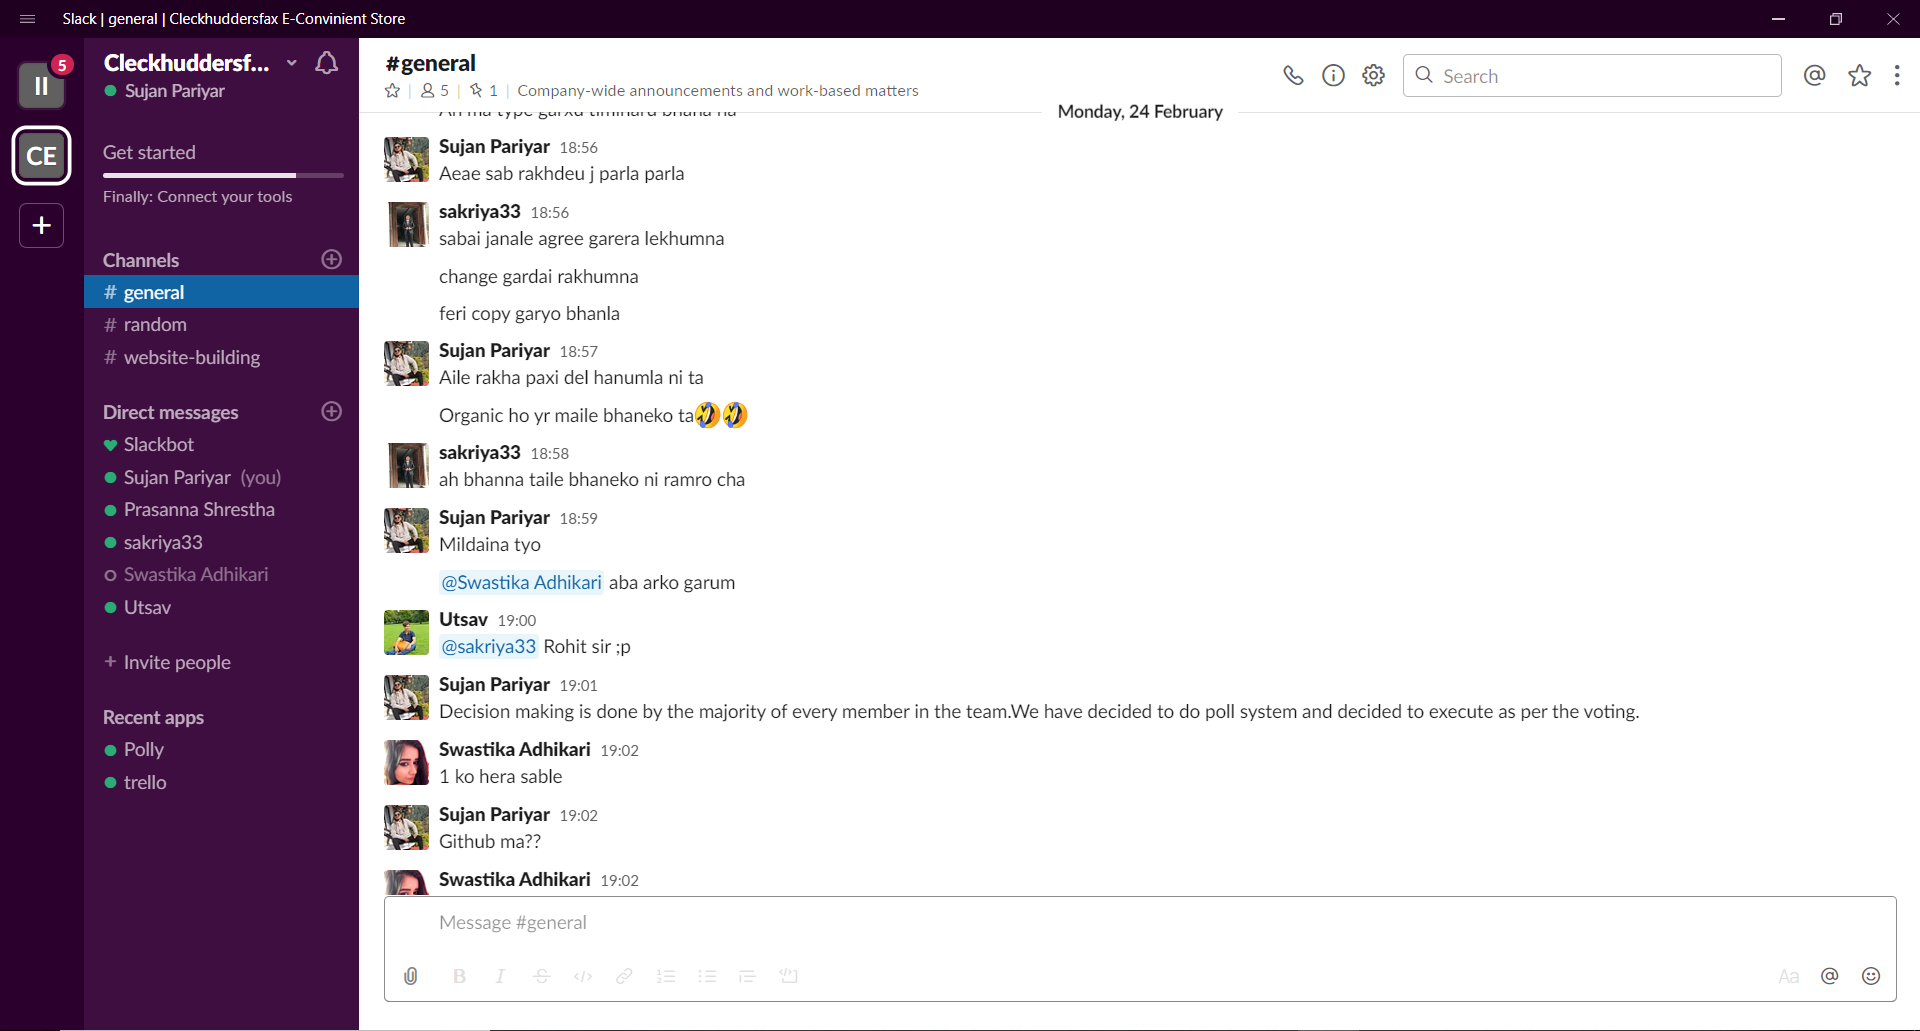 Slack | general | Cleckhuddersfax E-Convinient Store
II
5
CE
+
Cleckhuddersf...
Sujan Pariyar
Get started
Finally: Connect your tools
Channels
# general
# random
# website-building
Direct messages
Slackbot
Sujan Pariyar (you)
Prasanna Shrestha
sakriya33
Swastika Adhikari
Utsav
+ Invite people
Recent apps
Polly
trello
#general
5 | 1 | Company-wide announcements and work-based matters
Search
Monday, 24 February
Sujan Pariyar 18:56
Aeae sab rakhdeu j parla parla
sakriya33 18:56
sabai janale agree garera lekhumna
change gardai rakhumna
feri copy garyo bhanla
Sujan Pariyar 18:57
Aile rakha paxi del hanumla ni ta
Organic ho yr maile bhaneko ta🤣🤣
sakriya33 18:58
ah bhanna taile bhaneko ni ramro cha
Sujan Pariyar 18:59
Mildaina tyo
@Swastika Adhikari aba arko garum
Utsav 19:00
@sakriya33 Rohit sir ;p
Sujan Pariyar 19:01
Decision making is done by the majority of every member in the team.We have decided to do poll system and decided to execute as per the voting.
Swastika Adhikari 19:02
1 ko hera sable
Sujan Pariyar 19:02
Github ma??
Swastika Adhikari 19:02
Message #general
B I S </> Aa @